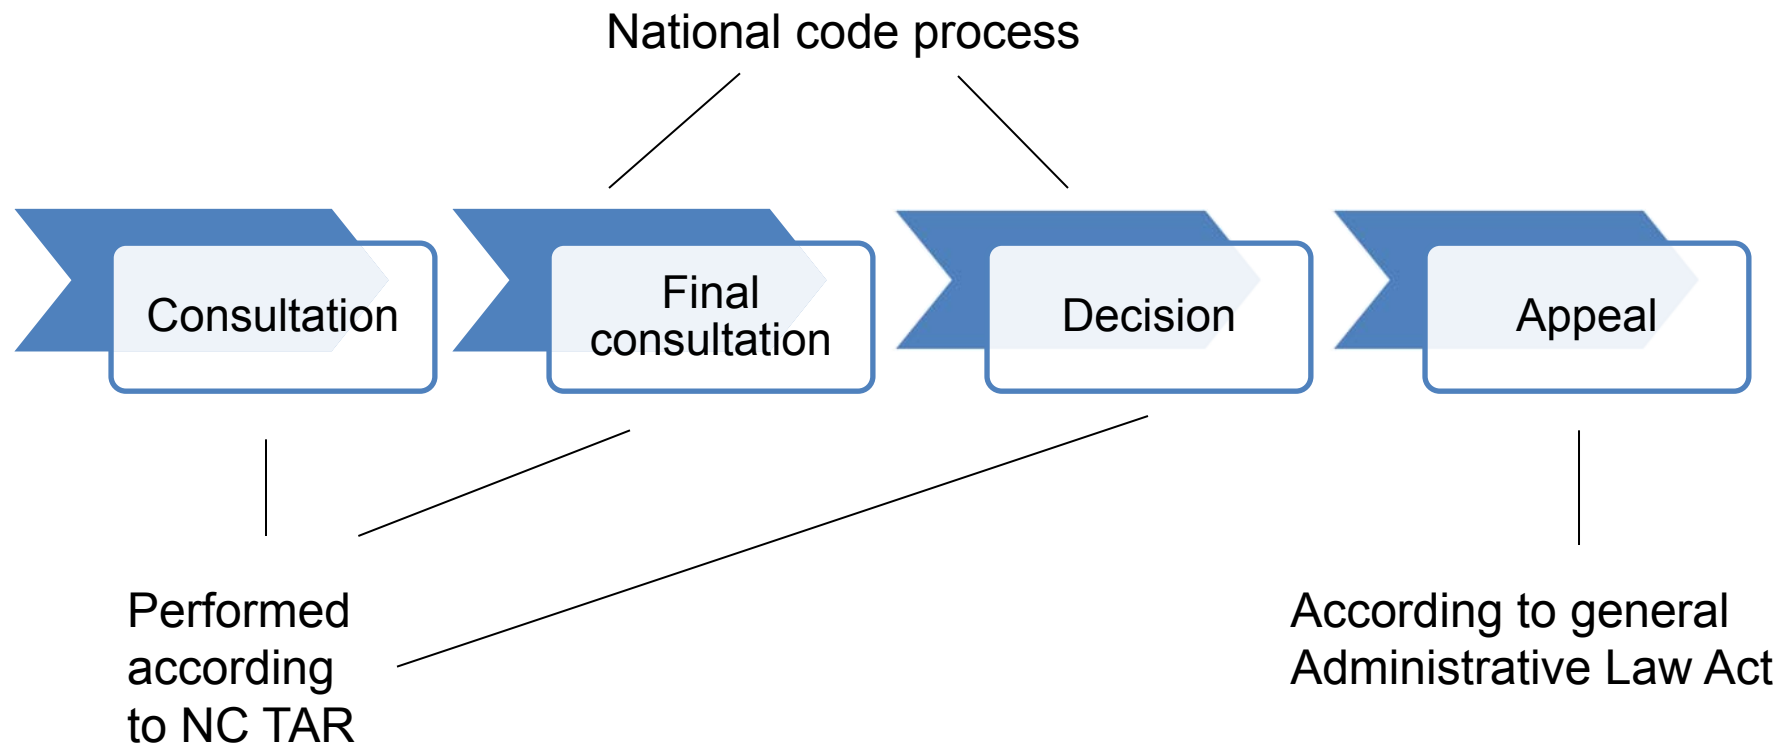 National code process
Consultation
Final
consultation
Decision
Appeal
Performed
according
to NC TAR
According to general
Administrative Law Act